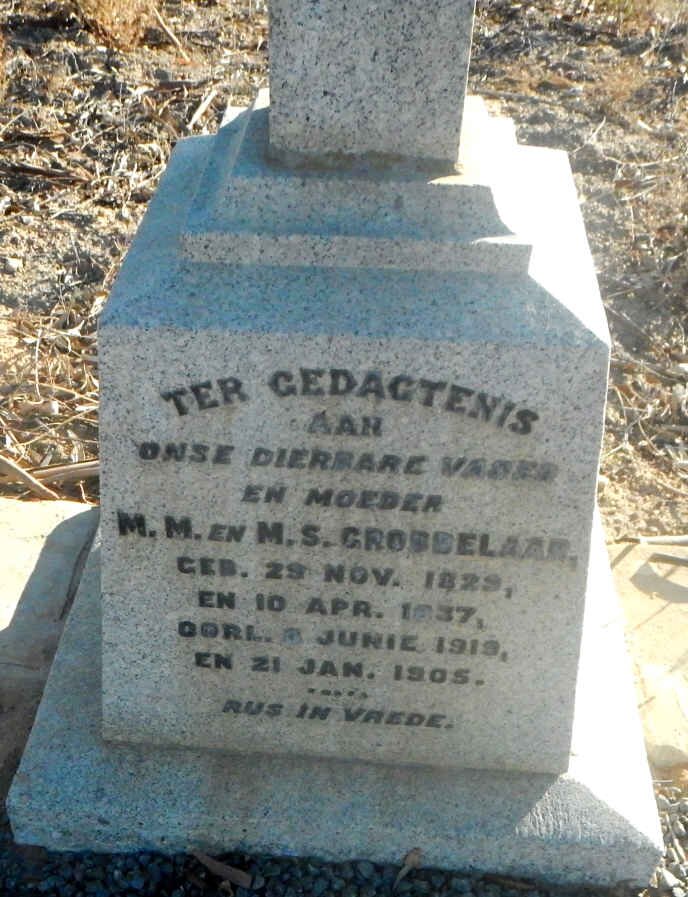 TER GEDAGTENIS
AAN
ONSE DIERBARE VADER
EN MOEDER
M. M. EN M. S. GROBBELAAR,
GEB. 29 NOV. 1829,
EN 10 APR. 1837,
OORL. JUNIE 1919,
EN 21 JAN. 1905.
RUS IN VREDE.